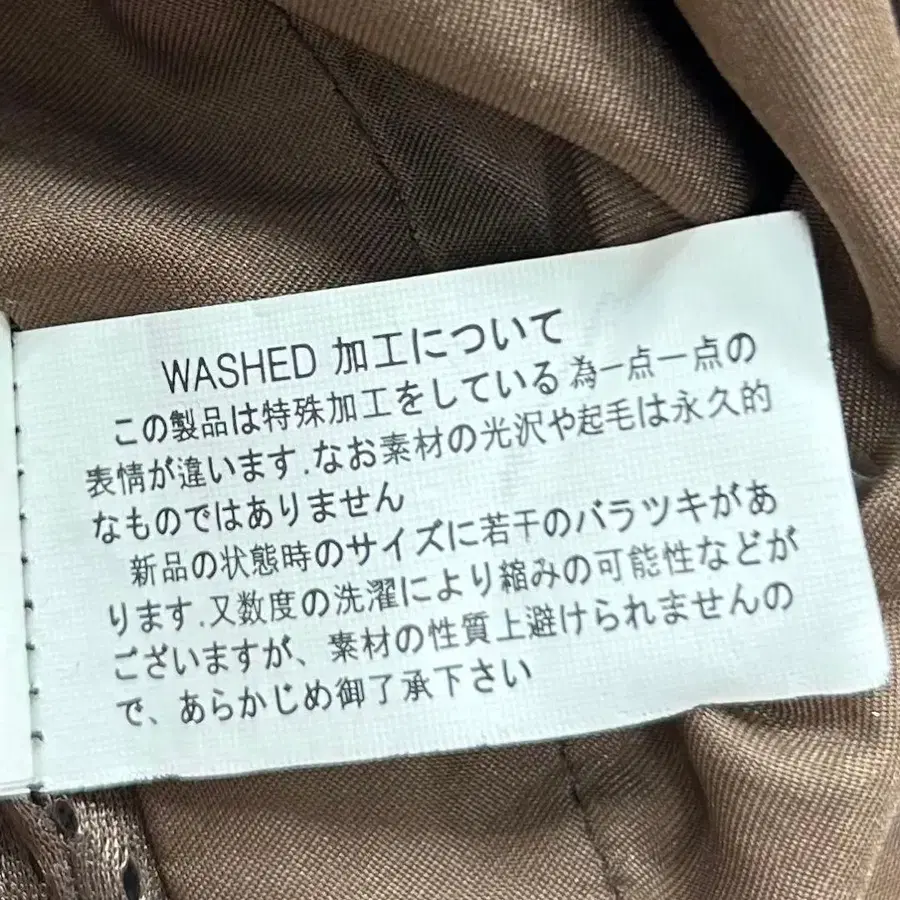 WASHED 加工について
この製品は特殊加工をしている為一点一点の
表情が違います.なお素材の光沢や起毛は永久的
なものではありません
新品の状態時のサイズに若干のバラツキがあ
ります.又数度の洗濯により縮みの可能性などが
ございますが、素材の性質上避けられませんの
で、あらかじめ御了承下さい